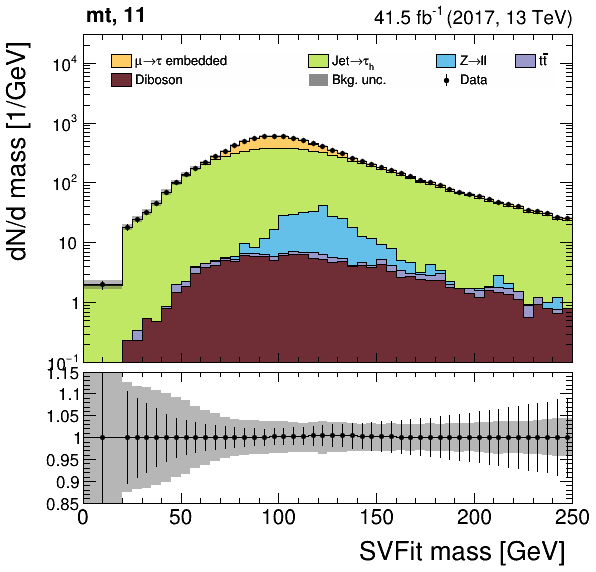 mt, 11
41.5 fb⁻¹ (2017, 13 TeV)
dN/d mass [1/GeV]
μ→τ embedded
Jet→τₕ
Z→ll
tt̄
Diboson
Bkg. unc.
Data
10⁴
10³
10²
10
1
10⁻¹
1.15
1.1
1.05
1
0.95
0.9
0.85
0 50 100 150 200 250
SVFit mass [GeV]